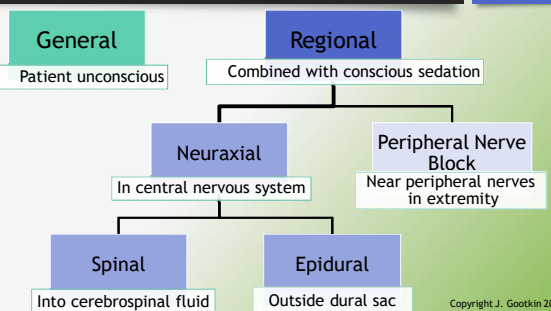 General
Patient unconscious
Regional
Combined with conscious sedation
Neuraxial
In central nervous system
Peripheral Nerve
Block
Near peripheral nerves
in extremity
Spinal
Into cerebrospinal fluid
Epidural
Outside dural sac
Copyright J. Gootkin